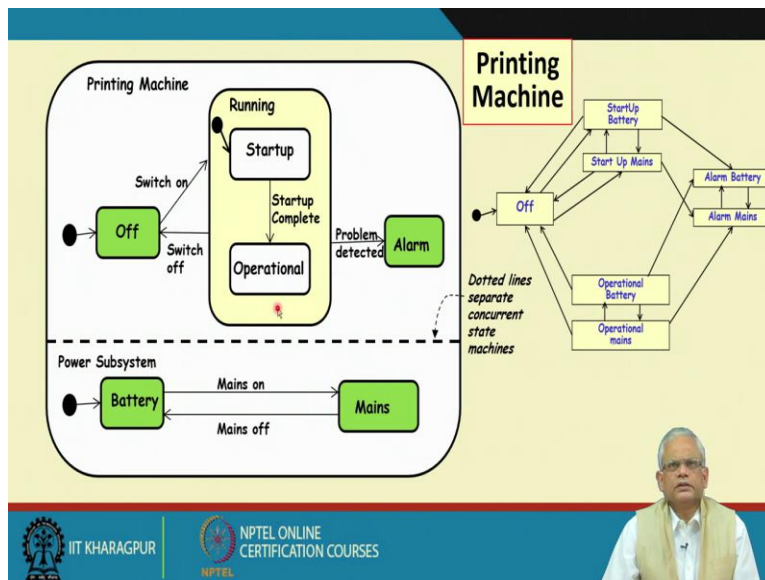 Printing Machine
Running
Startup
Switch on
Startup
Complete
Off
Switch
off
Operational
Problem
detected
Alarm
Dotted lines
separate
concurrent
state
machines
Power Subsystem
Battery
Mains on
Mains off
Mains
Printing
Machine
StartUp
Battery
Start Up Mains
Alarm Battery
Alarm Mains
Off
Operational
Battery
Operational
mains
IIT KHARAGPUR
NPTEL
NPTEL ONLINE
CERTIFICATION COURSES